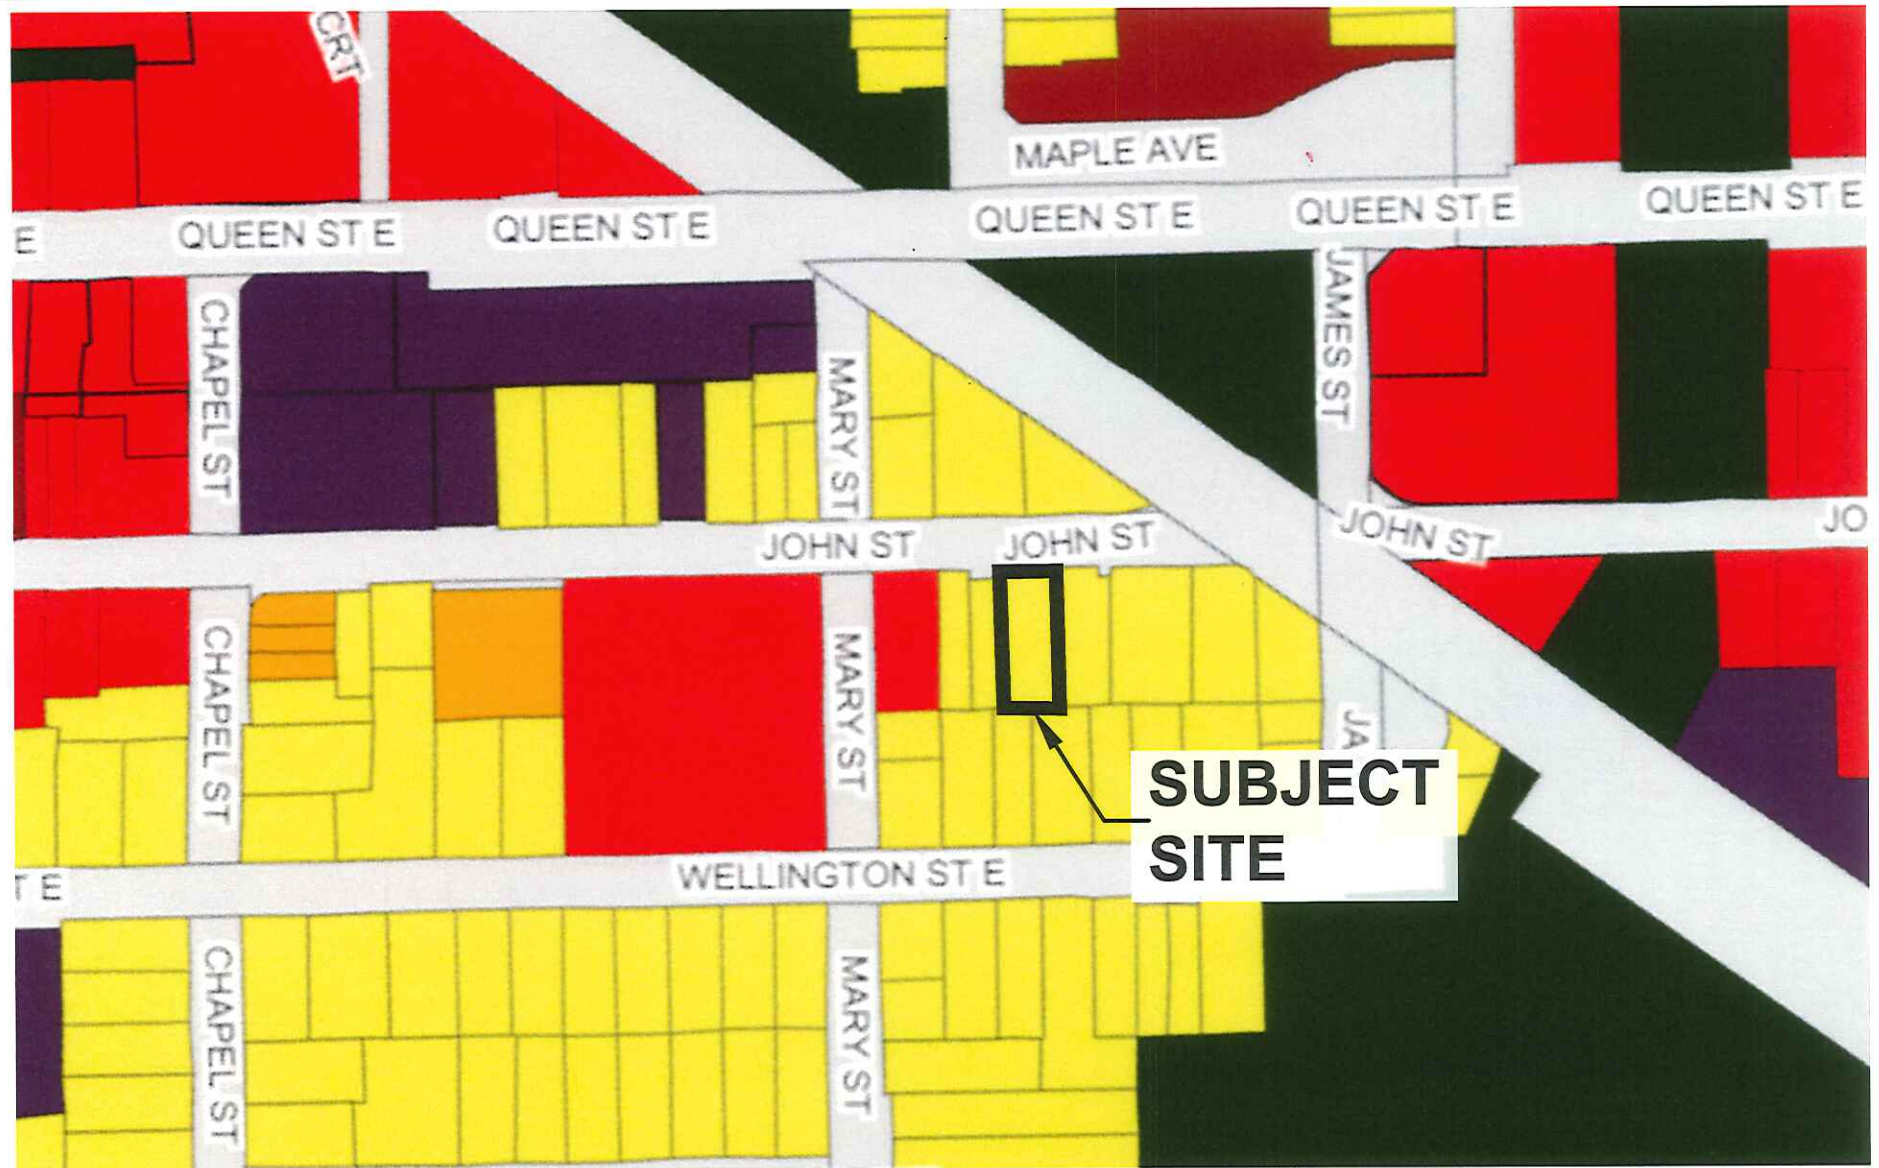 CRT
MAPLE AVE
QUEEN ST E
QUEEN ST E
QUEEN ST E
QUEEN ST E
QUEEN ST E
E
CHAPEL ST
MARY ST
JAMES ST
JOHN ST
JOHN ST
JOHN ST
JO
CHAPEL ST
MARY ST
JA
SUBJECT
SITE
WELLINGTON ST E
T E
CHAPEL ST
MARY ST